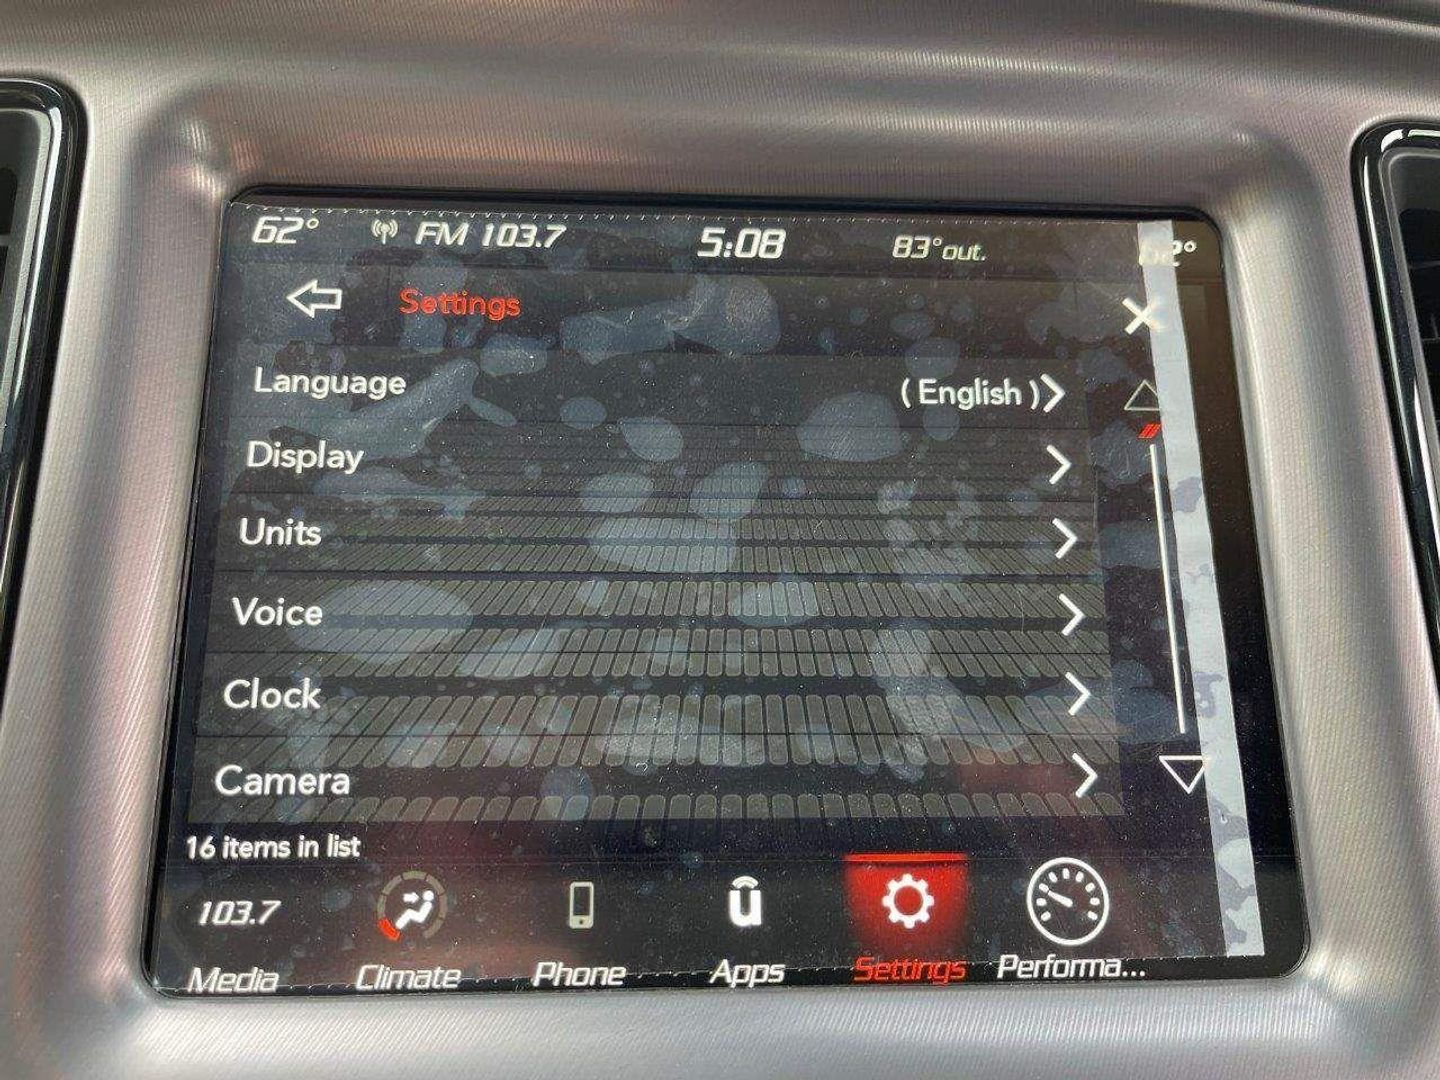 62° FM 103.7 5:08 83°out. 62°
Settings
Language (English)
Display
Units
Voice
Clock
Camera
16 items in list
103.7
Media Climate Phone Apps Settings Performa...